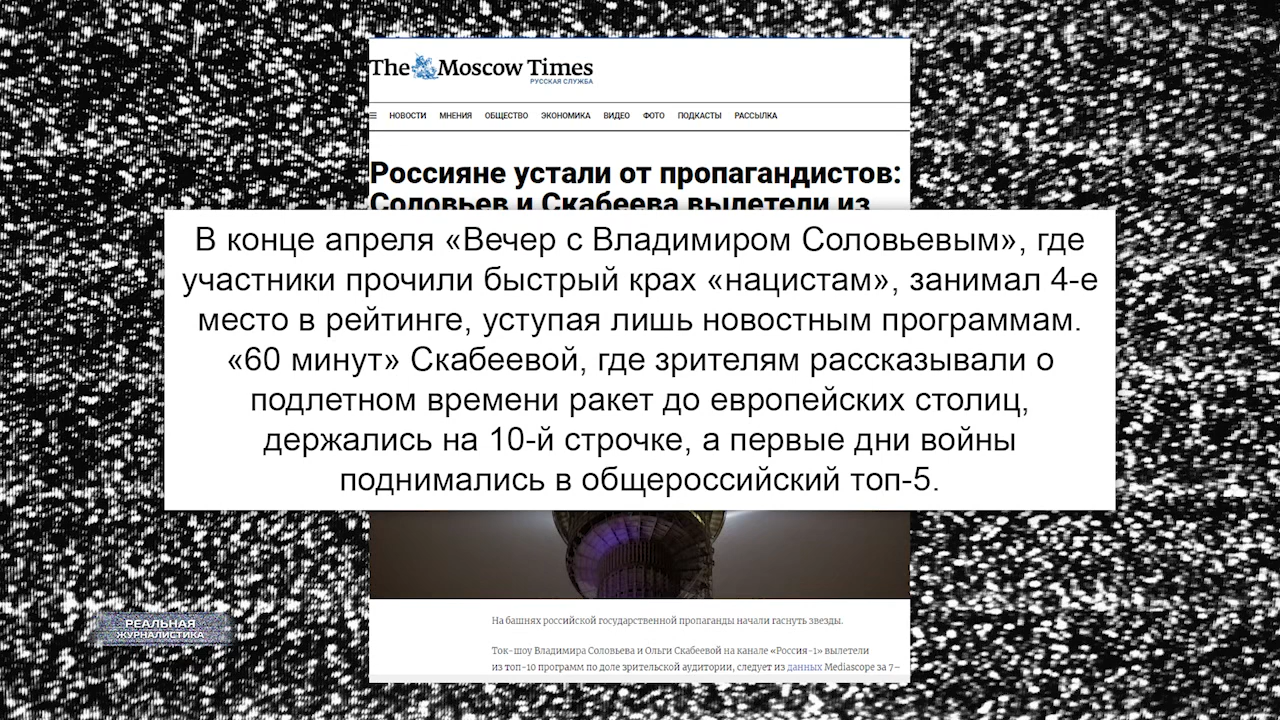 The Moscow Times
РУССКАЯ СЛУЖБА
НОВОСТИ МНЕНИЯ ОБЩЕСТВО ЭКОНОМИКА ВИДЕО ФОТО ПОДКАСТЫ РАССЫЛКА
Россияне устали от пропагандистов:
Соловьев и Скабеева вылетели из
В конце апреля «Вечер с Владимиром Соловьевым», где
участники прочили быстрый крах «нацистам», занимал 4-е
место в рейтинге, уступая лишь новостным программам.
«60 минут» Скабеевой, где зрителям рассказывали о
подлетном времени ракет до европейских столиц,
держались на 10-й строчке, а первые дни войны
поднимались в общероссийский топ-5.
На башнях российской государственной пропаганды начали гаснуть звезды.
Ток-шоу Владимира Соловьева и Ольги Скабеевой на канале «Россия-1» вылетели
из топ-10 программ по доле зрительской аудитории, следует из данных Mediascope за 7–
РЕАЛЬНАЯ
ЖУРНАЛИСТИКА